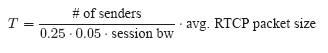 T = # of senders / 0.25 · 0.05 · session bw · avg. RTCP packet size